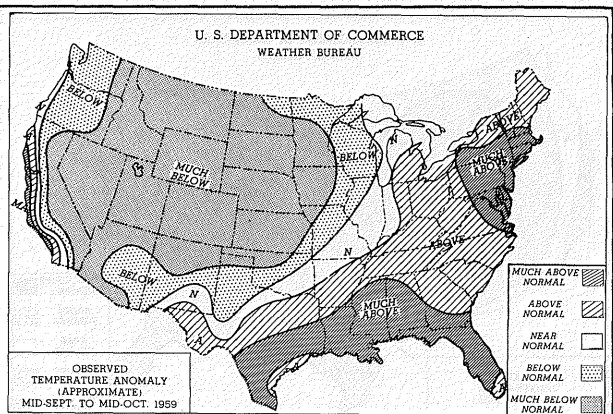 U. S. DEPARTMENT OF COMMERCE
WEATHER BUREAU
BELOW
N
A
MA
MUCH
BELOW
BELOW
N
ABOVE
MUCH
ABOVE
A
ABOVE
N
BELOW
N
A
MUCH
ABOVE
A
OBSERVED
TEMPERATURE ANOMALY
(APPROXIMATE)
MID-SEPT. TO MID-OCT. 1959
MUCH ABOVE
NORMAL
ABOVE
NORMAL
NEAR
NORMAL
BELOW
NORMAL
MUCH BELOW
NORMAL